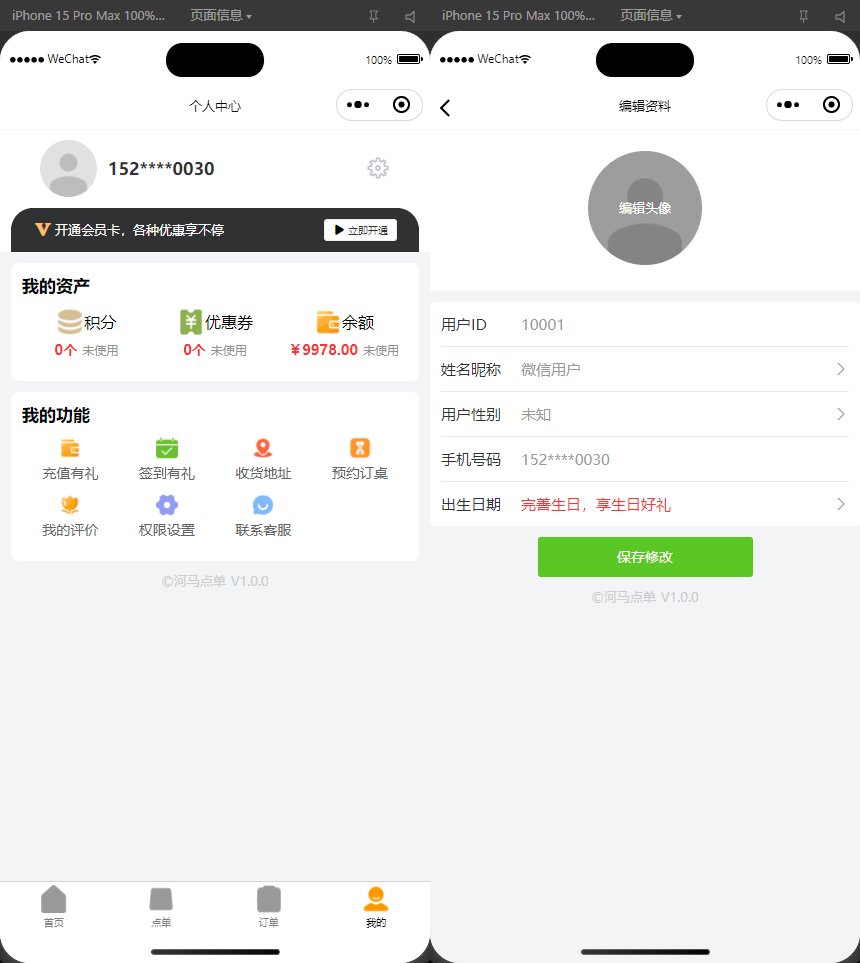 iPhone 15 Pro Max 100%...
页面信息
WeChat
100%
个人中心
152****0030
开通会员卡，各种优惠享不停
立即开通
我的资产
积分
优惠券
余额
0个 未使用
0个 未使用
￥9978.00 未使用
我的功能
充值有礼
签到有礼
收货地址
预约订桌
我的评价
权限设置
联系客服
©河马点单 V1.0.0
首页
点单
订单
我的
iPhone 15 Pro Max 100%...
页面信息
WeChat
100%
编辑资料
编辑头像
用户ID 10001
姓名昵称 微信用户
用户性别 未知
手机号码 152****0030
出生日期 完善生日，享生日好礼
保存修改
©河马点单 V1.0.0